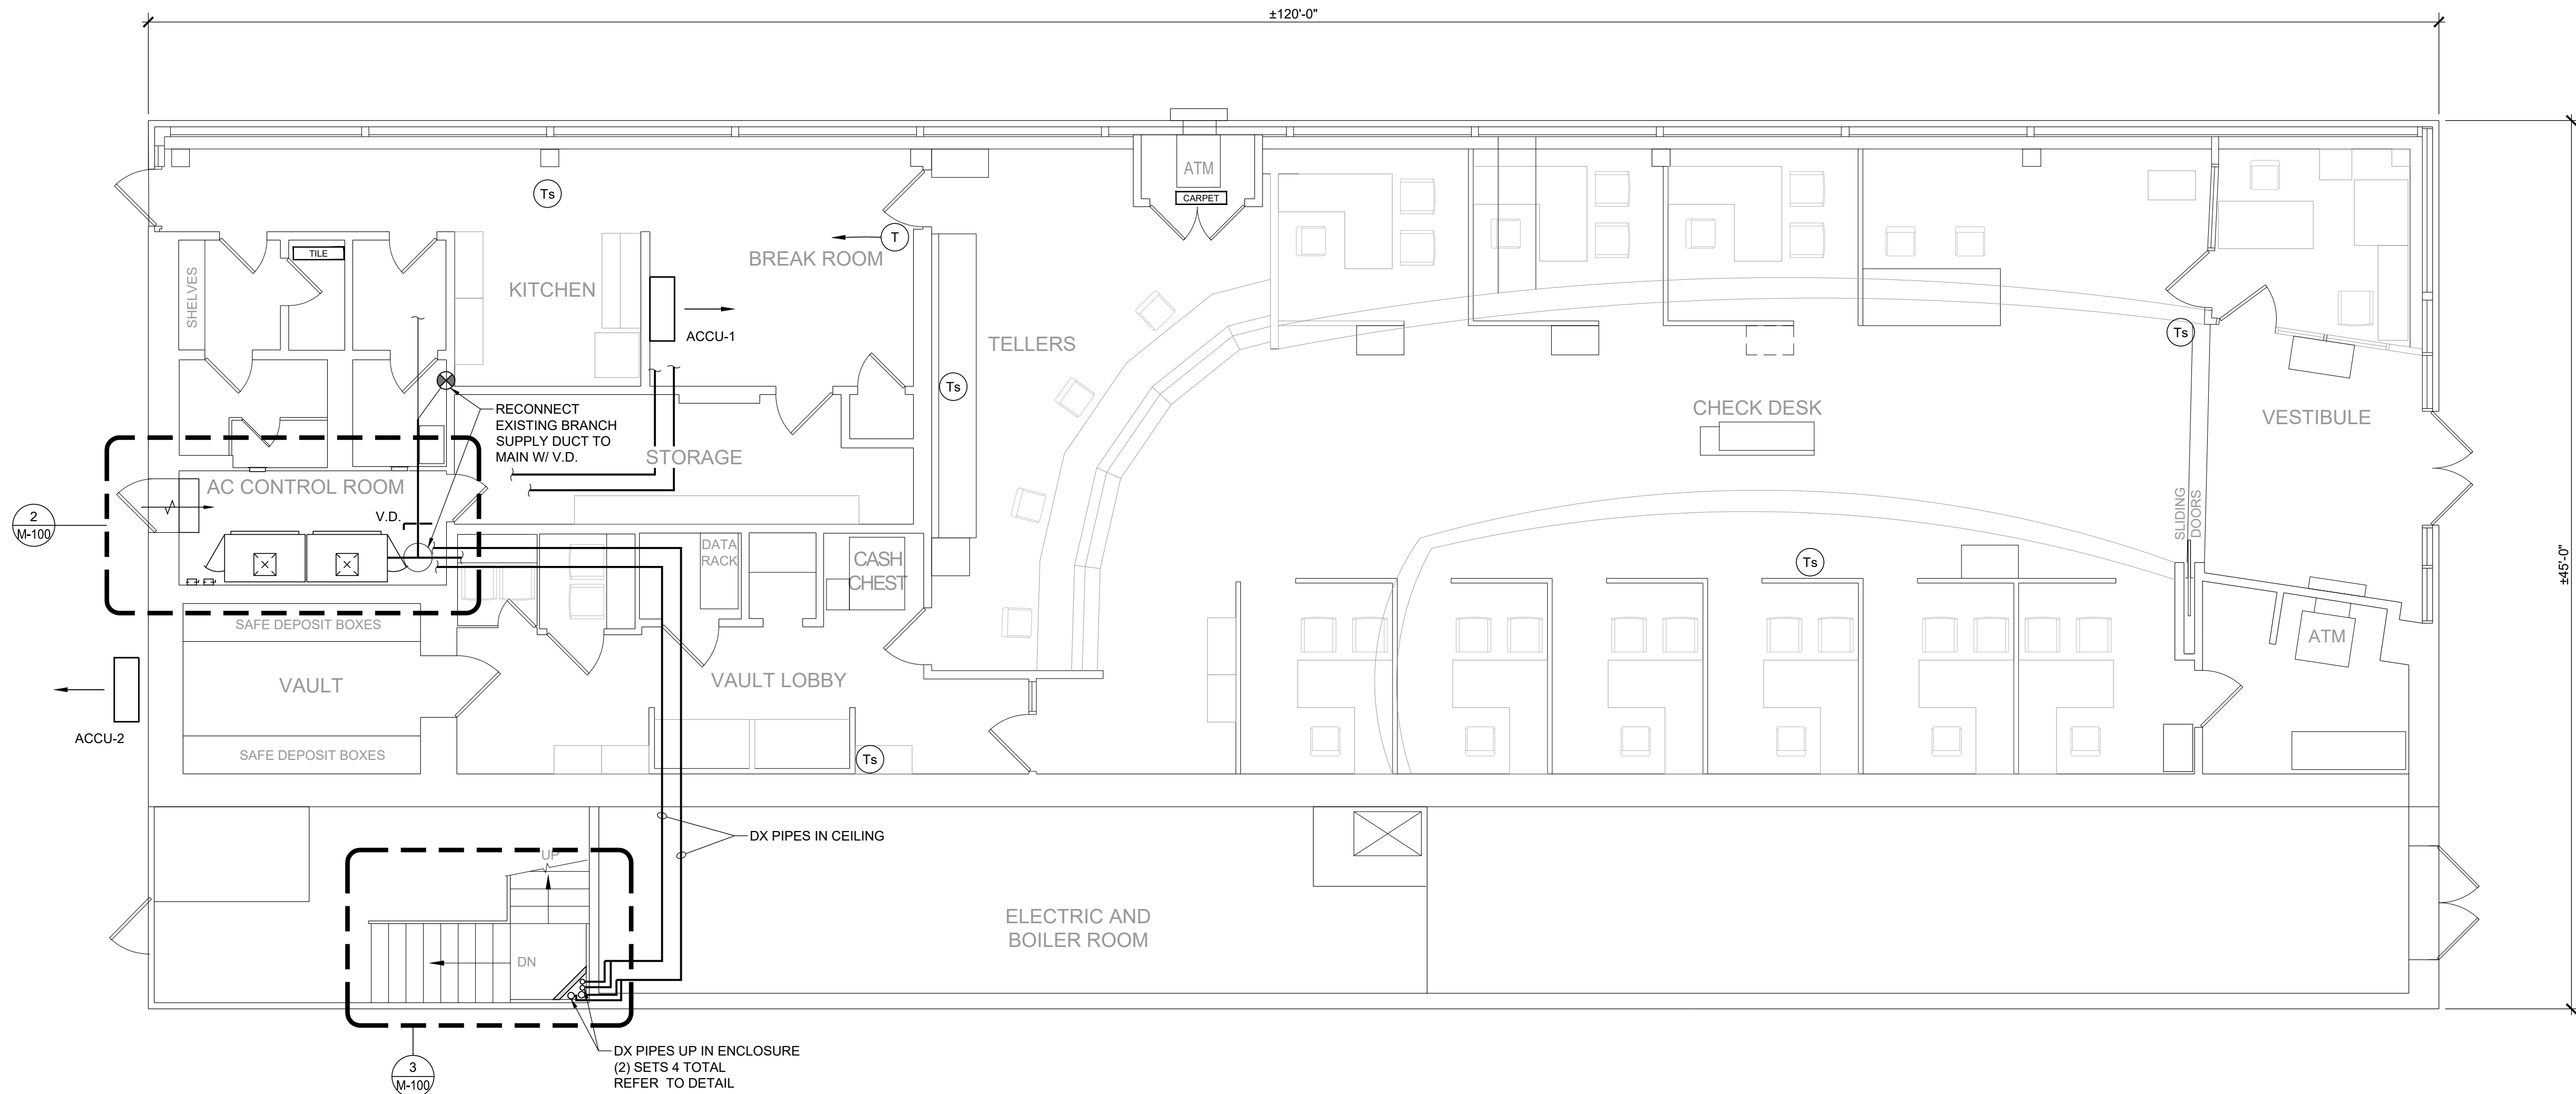 ±120'-0"
ATM
CARPET
Ts
T
BREAK ROOM
TILE
SHELVES
KITCHEN
ACCU-1
TELLERS
Ts
Ts
CHECK DESK
VESTIBULE
RECONNECT
EXISTING BRANCH
SUPPLY DUCT TO
MAIN W/ V.D.
STORAGE
AC CONTROL ROOM
V.D.
2
M-100
SLIDING
DOORS
DATA
RACK
CASH
CHEST
Ts
±45'-0"
SAFE DEPOSIT BOXES
ATM
VAULT
VAULT LOBBY
ACCU-2
SAFE DEPOSIT BOXES
Ts
DX PIPES IN CEILING
UP
ELECTRIC AND
BOILER ROOM
DN
DX PIPES UP IN ENCLOSURE
(2) SETS 4 TOTAL
REFER TO DETAIL
3
M-100